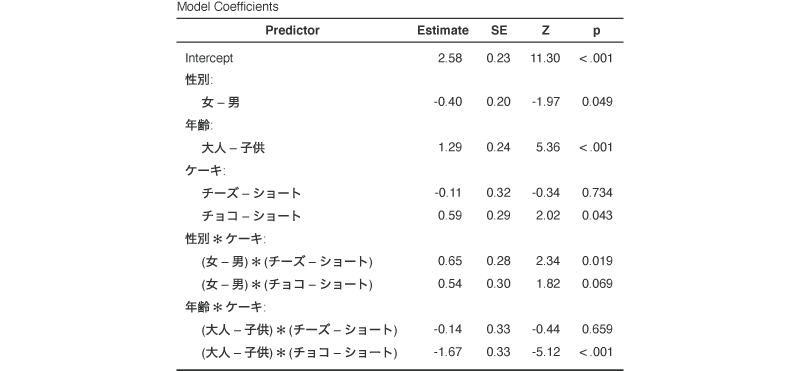 Model Coefficients
Predictor Estimate SE Z p
Intercept 2.58 0.23 11.30 < .001
性別:
女 – 男 -0.40 0.20 -1.97 0.049
年齢:
大人 – 子供 1.29 0.24 5.36 < .001
ケーキ:
チーズ – ショート -0.11 0.32 -0.34 0.734
チョコ – ショート 0.59 0.29 2.02 0.043
性別 ＊ ケーキ:
(女 – 男) ＊ (チーズ – ショート) 0.65 0.28 2.34 0.019
(女 – 男) ＊ (チョコ – ショート) 0.54 0.30 1.82 0.069
年齢 ＊ ケーキ:
(大人 – 子供) ＊ (チーズ – ショート) -0.14 0.33 -0.44 0.659
(大人 – 子供) ＊ (チョコ – ショート) -1.67 0.33 -5.12 < .001